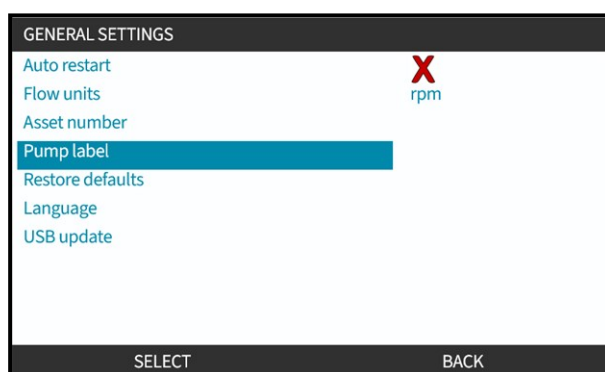 GENERAL SETTINGS
Auto restart X
Flow units rpm
Asset number
Pump label
Restore defaults
Language
USB update
SELECT BACK